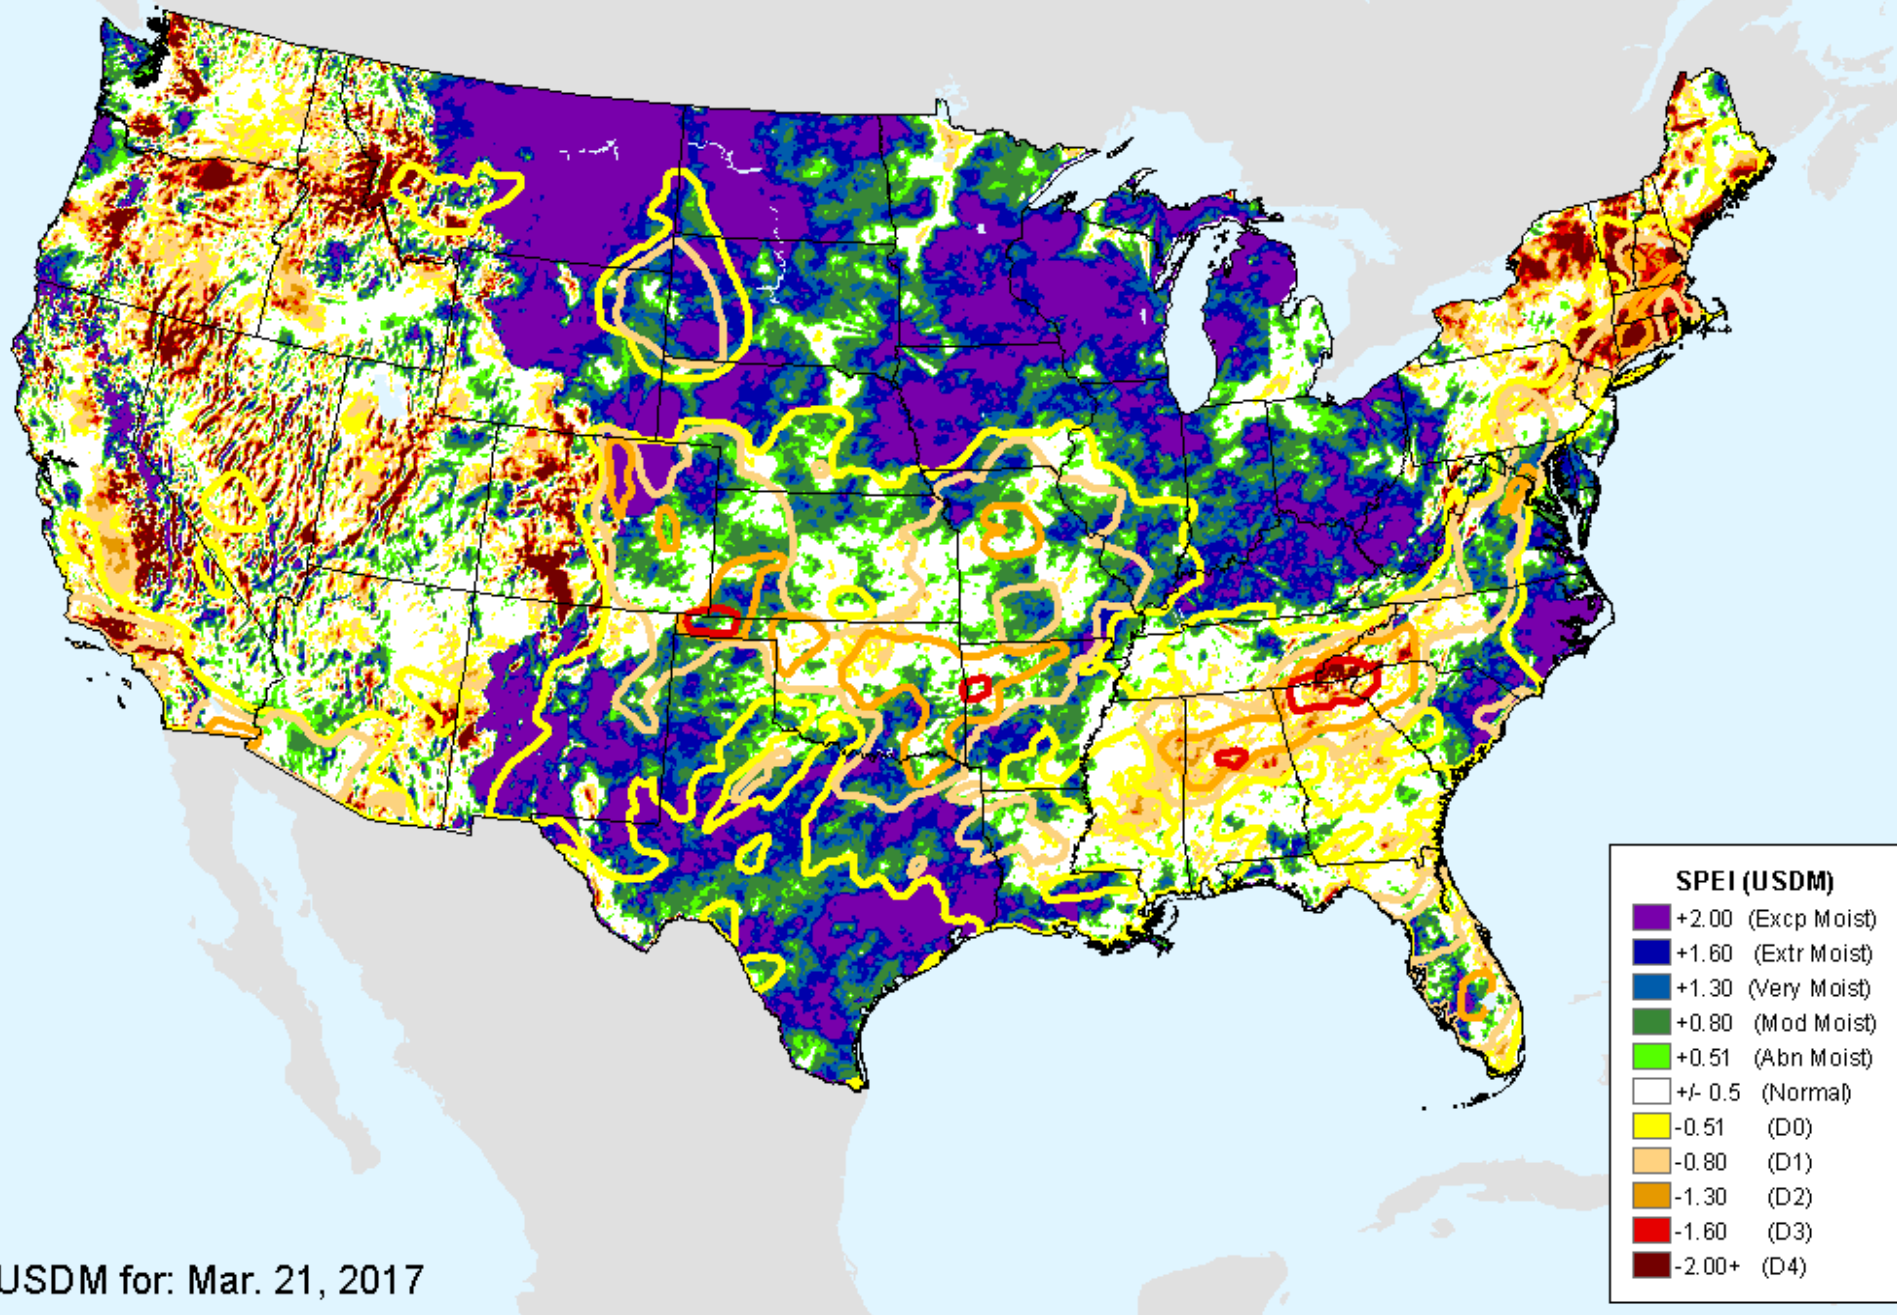 SPEI (USDM)
+2.00 (Excp Moist)
+1.60 (Extr Moist)
+1.30 (Very Moist)
+0.80 (Mod Moist)
+0.51 (Abn Moist)
+/- 0.5 (Normal)
-0.51 (D0)
-0.80 (D1)
-1.30 (D2)
-1.60 (D3)
-2.00+ (D4)
USDM for: Mar. 21, 2017